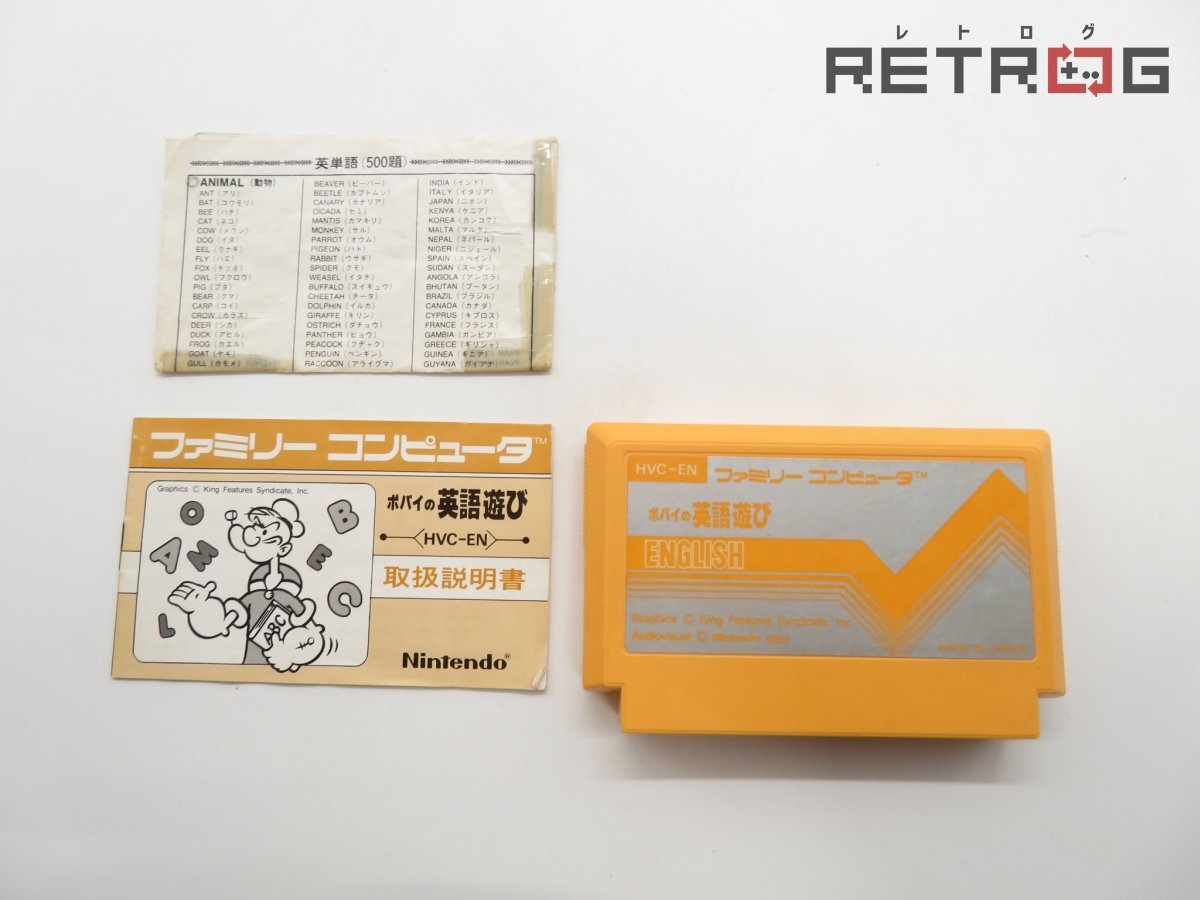 レトログ
RETROG
英単語(500題)
ANIMAL (動物)
ANT (アリ)
BAT (コウモリ)
BEE (ハチ)
CAT (ネコ)
COW (メウシ)
DOG (イヌ)
EEL (ウナギ)
FLY (ハエ)
FOX (キツネ)
OWL (フクロウ)
PIG (ブタ)
BEAR (クマ)
CARP (コイ)
CROW (カラス)
DEER (シカ)
DUCK (アヒル)
FROG (カエル)
GOAT (ヤギ)
GULL (カモメ)
BEAVER (ビーバー)
BEETLE (カブトムシ)
CANARY (カナリア)
CICADA (セミ)
MANTIS (カマキリ)
MONKEY (サル)
PARROT (オウム)
PIGEON (ハト)
RABBIT (ウサギ)
SPIDER (クモ)
WEASEL (イタチ)
BUFFALO (スイギュウ)
CHEETAH (チータ)
DOLPHIN (イルカ)
GIRAFFE (キリン)
OSTRICH (ダチョウ)
PANTHER (ヒョウ)
PEACOCK (クヂャク)
PENGUIN (ペンギン)
RACCOON (アライグマ)
INDIA (インド)
ITALY (イタリア)
JAPAN (ニホン)
KENYA (ケニア)
KOREA (カンコク)
MALTA (マルタ)
NEPAL (ネパール)
NIGER (ニジェール)
SPAIN (スペイン)
SUDAN (スーダン)
ANGOLA (アンゴラ)
BHUTAN (ブータン)
BRAZIL (ブラジル)
CANADA (カナダ)
CYPRUS (キプロス)
FRANCE (フランス)
GAMBIA (ガンビア)
GREECE (ギリシャ)
GUINEA (ギニア)
GUYANA (ガイアナ)
ファミリー コンピュータ™
Graphics © King Features Syndicate, Inc.
O
B
A
M
E
C
L
ABC
ポパイの英語遊び
HVC-EN
取扱説明書
Nintendo®
HVC-EN ファミリー コンピュータ™
ポパイの英語遊び
ENGLISH
Graphics © King Features Syndicate, Inc.
Audiovisual © Nintendo 1983
MADE IN JAPAN